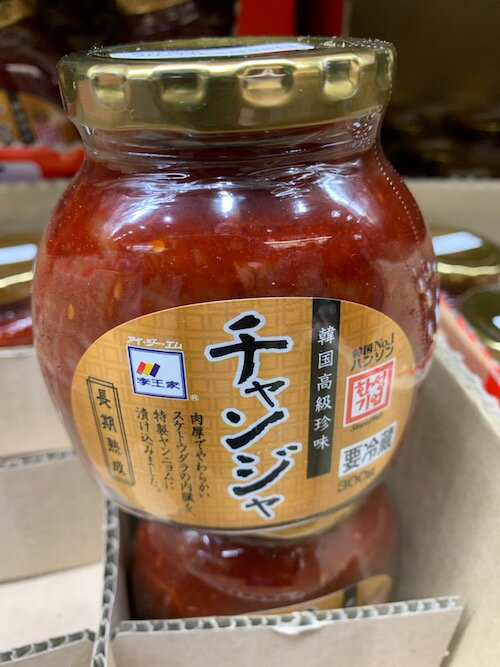 韓国No.1
ハンソン
한성
기업
Since1963
要冷蔵
300g
韓国高級珍味
チャンジャ
アイ・ジー・エム
李王家
®
肉厚でやわらかい
スケトウダラの内臓を、
特製ヤンニョムに
漬け込みました。
長期熟成